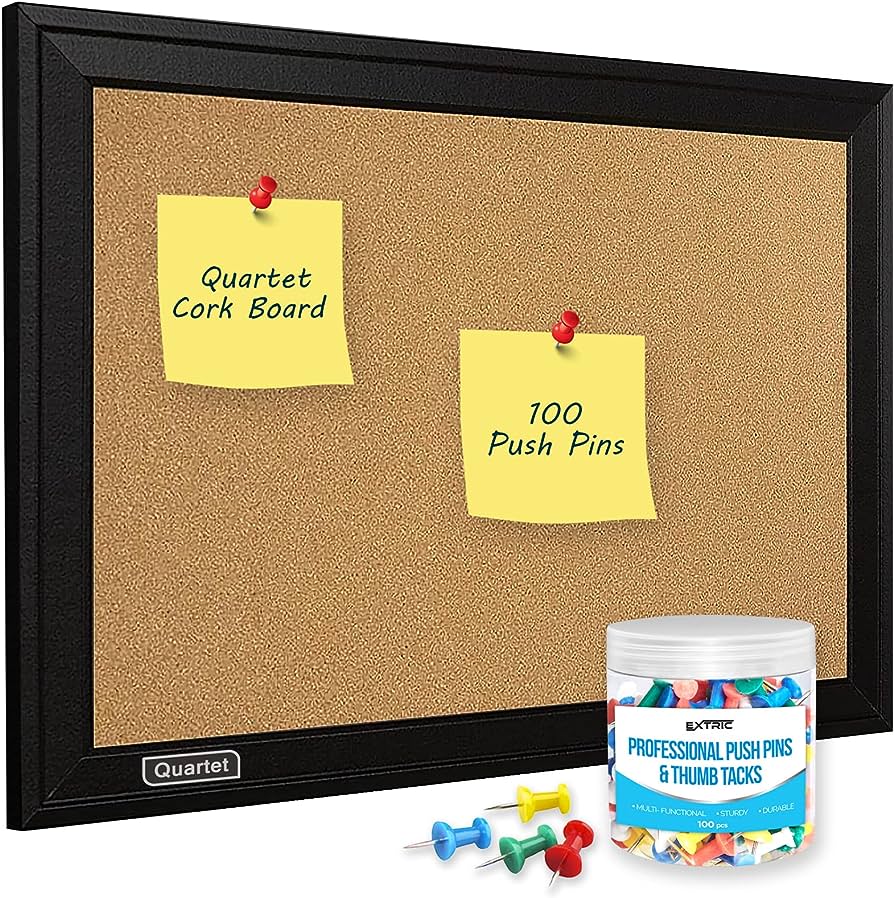 Quartet
Cork Board
100
Push Pins
Quartet
EXTRIC
PROFESSIONAL PUSH PINS
& THUMB TACKS
• MULTI-FUNCTIONAL • STURDY • DURABLE
100 pcs